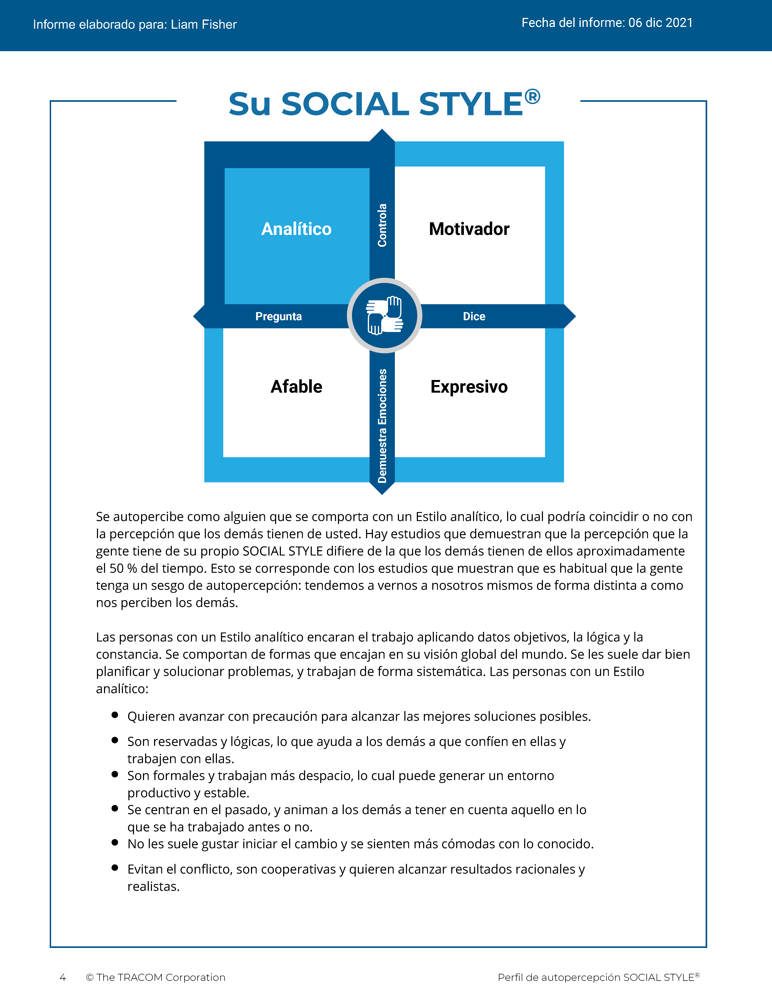 Informe elaborado para: Liam Fisher
Fecha del informe: 06 dic 2021
Su SOCIAL STYLE®
Controla
Analítico
Motivador
Pregunta
Dice
Afable
Expresivo
Demuestra Emociones
Se autopercibe como alguien que se comporta con un Estilo analítico, lo cual podría coincidir o no con
la percepción que los demás tienen de usted. Hay estudios que demuestran que la percepción que la
gente tiene de su propio SOCIAL STYLE difiere de la que los demás tienen de ellos aproximadamente
el 50 % del tiempo. Esto se corresponde con los estudios que muestran que es habitual que la gente
tenga un sesgo de autopercepción: tendemos a vernos a nosotros mismos de forma distinta a como
nos perciben los demás.
Las personas con un Estilo analítico encaran el trabajo aplicando datos objetivos, la lógica y la
constancia. Se comportan de formas que encajan en su visión global del mundo. Se les suele dar bien
planificar y solucionar problemas, y trabajan de forma sistemática. Las personas con un Estilo
analítico:
● Quieren avanzar con precaución para alcanzar las mejores soluciones posibles.
● Son reservadas y lógicas, lo que ayuda a los demás a que confíen en ellas y
trabajen con ellas.
● Son formales y trabajan más despacio, lo cual puede generar un entorno
productivo y estable.
● Se centran en el pasado, y animan a los demás a tener en cuenta aquello en lo
que se ha trabajado antes o no.
● No les suele gustar iniciar el cambio y se sienten más cómodas con lo conocido.
● Evitan el conflicto, son cooperativas y quieren alcanzar resultados racionales y
realistas.
4 © The TRACOM Corporation
Perfil de autopercepción SOCIAL STYLE®